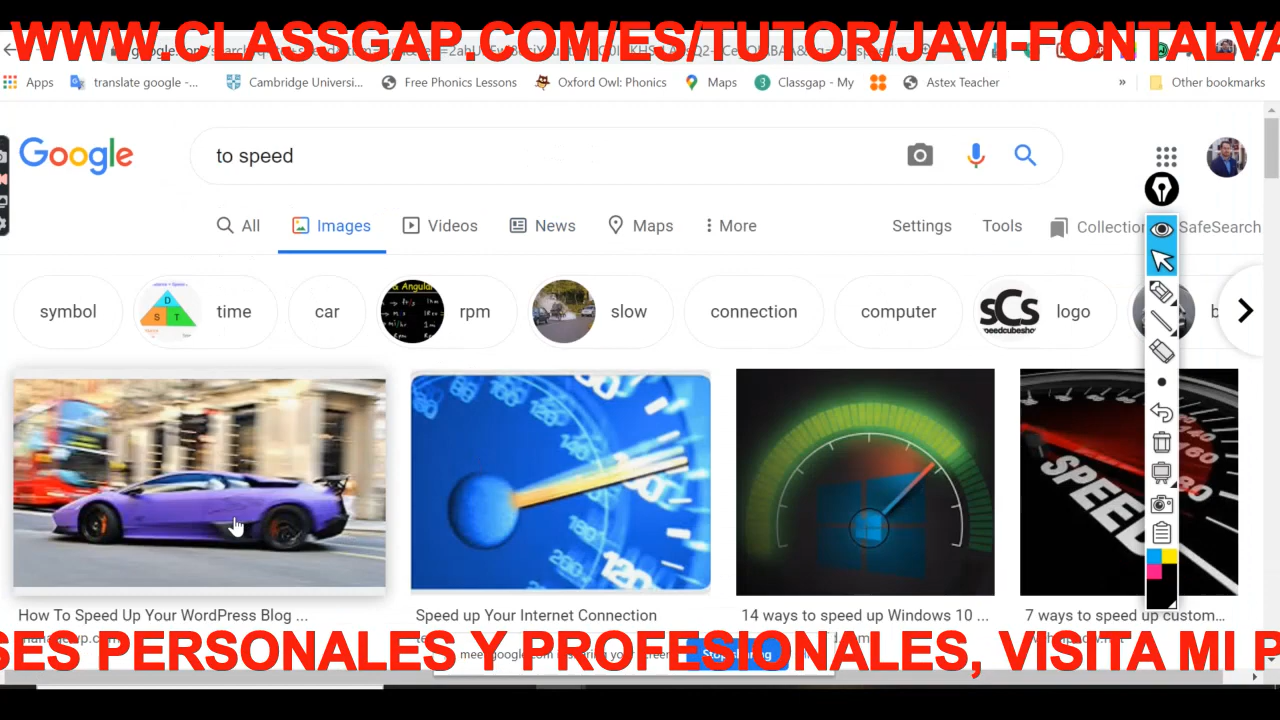 WWW.CLASSGAP.COM/ES/TUTOR/JAVI-FONTALVA
Apps translate google -... Cambridge Universi... Free Phonics Lessons Oxford Owl: Phonics Maps Classgap - My Astex Teacher » Other bookmarks
Google to speed
All Images Videos News Maps More Settings Tools Collection SafeSearch
symbol time car rpm slow connection computer logo b
SPEED
How To Speed Up Your WordPress Blog ... Speed up Your Internet Connection 14 ways to speed up Windows 10 ... 7 ways to speed up custom...
SES PERSONALES Y PROFESIONALES, VISITA MI P